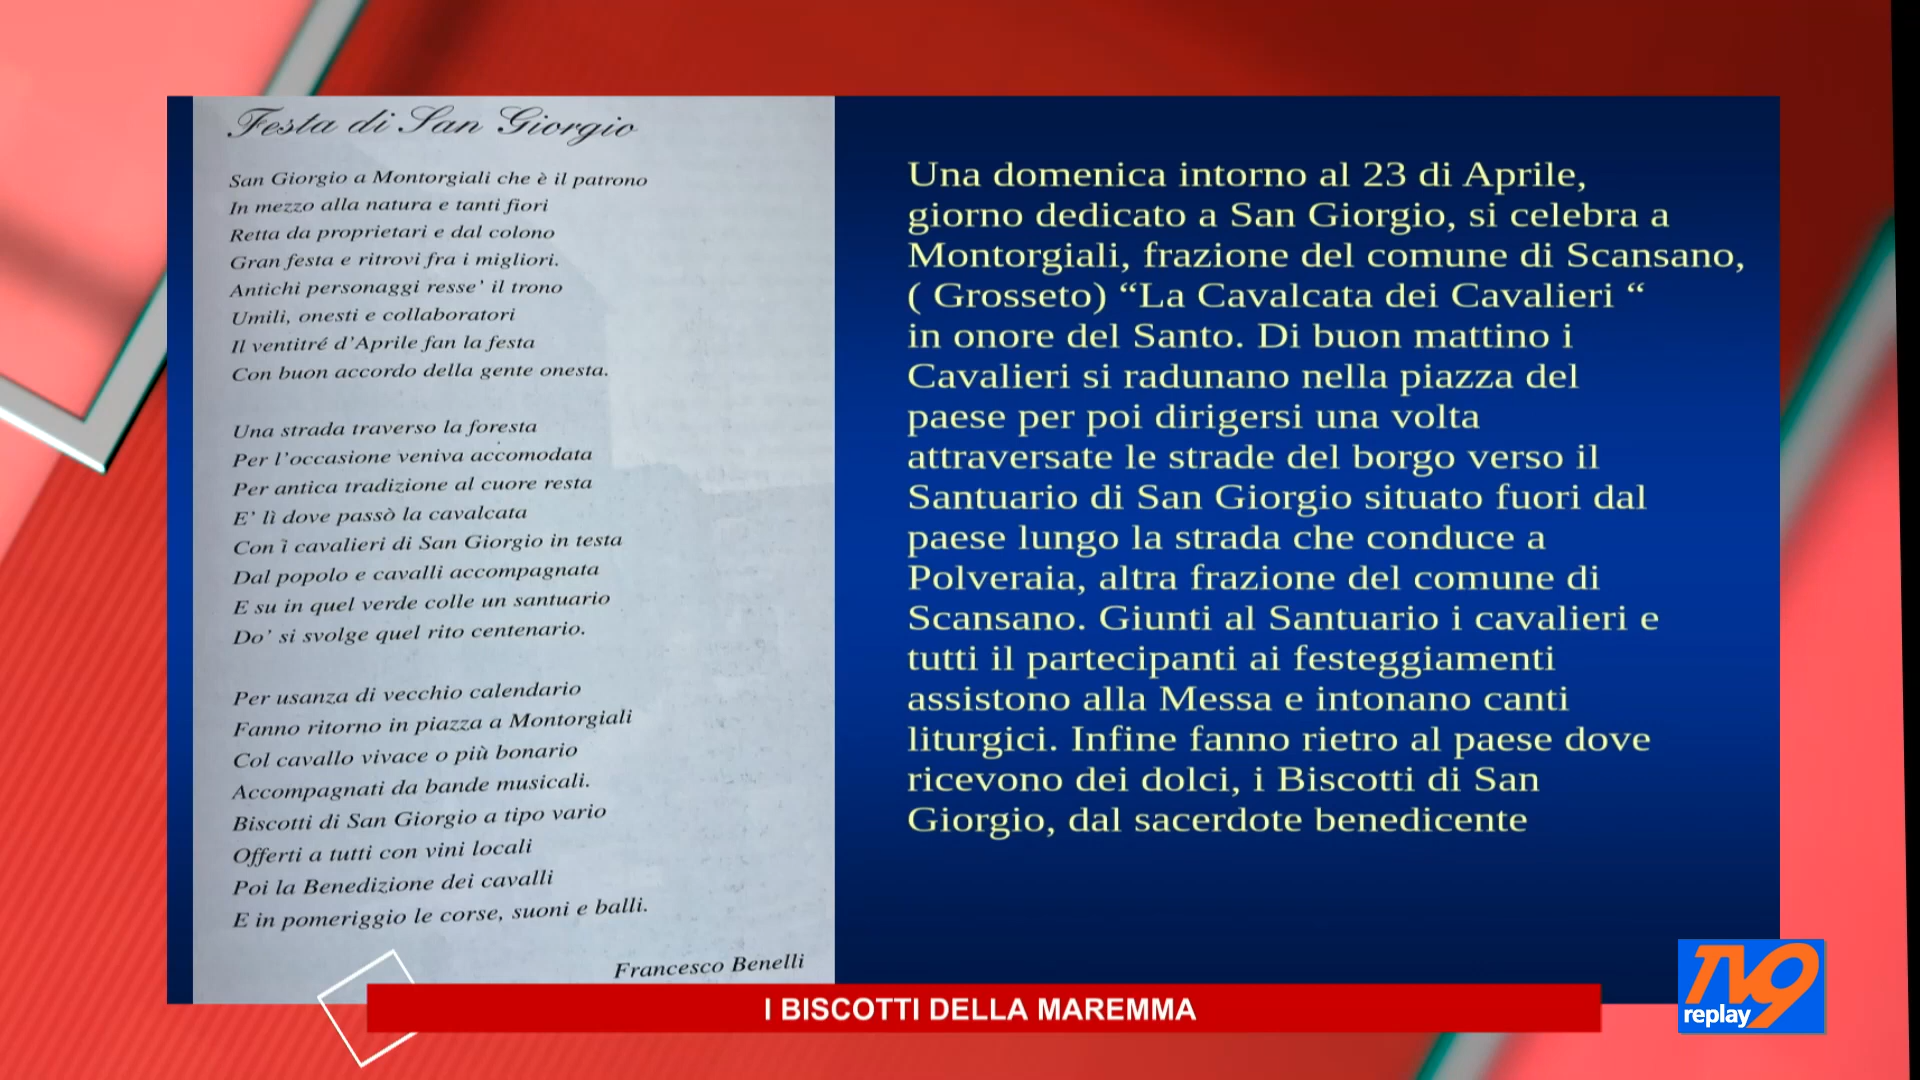 Festa di San Giorgio
San Giorgio a Montorgiali che è il patrono
In mezzo alla natura e tanti fiori
Retta da proprietari e dal colono
Gran festa e ritrovi fra i migliori.
Antichi personaggi resse' il trono
Umili, onesti e collaboratori
Il ventitré d'Aprile fan la festa
Con buon accordo della gente onesta.
Una strada traverso la foresta
Per l'occasione veniva accomodata
Per antica tradizione al cuore resta
E' lì dove passò la cavalcata
Con i cavalieri di San Giorgio in testa
Dal popolo e cavalli accompagnata
E su in quel verde colle un santuario
Do' si svolge quel rito centenario.
Per usanza di vecchio calendario
Fanno ritorno in piazza a Montorgiali
Col cavallo vivace o più bonario
Accompagnati da bande musicali.
Biscotti di San Giorgio a tipo vario
Offerti a tutti con vini locali
Poi la Benedizione dei cavalli
E in pomeriggio le corse, suoni e balli.
Francesco Benelli
Una domenica intorno al 23 di Aprile,
giorno dedicato a San Giorgio, si celebra a
Montorgiali, frazione del comune di Scansano,
( Grosseto) “La Cavalcata dei Cavalieri “
in onore del Santo. Di buon mattino i
Cavalieri si radunano nella piazza del
paese per poi dirigersi una volta
attraversate le strade del borgo verso il
Santuario di San Giorgio situato fuori dal
paese lungo la strada che conduce a
Polveraia, altra frazione del comune di
Scansano. Giunti al Santuario i cavalieri e
tutti il partecipanti ai festeggiamenti
assistono alla Messa e intonano canti
liturgici. Infine fanno rietro al paese dove
ricevono dei dolci, i Biscotti di San
Giorgio, dal sacerdote benedicente
I BISCOTTI DELLA MAREMMA
TV9
replay